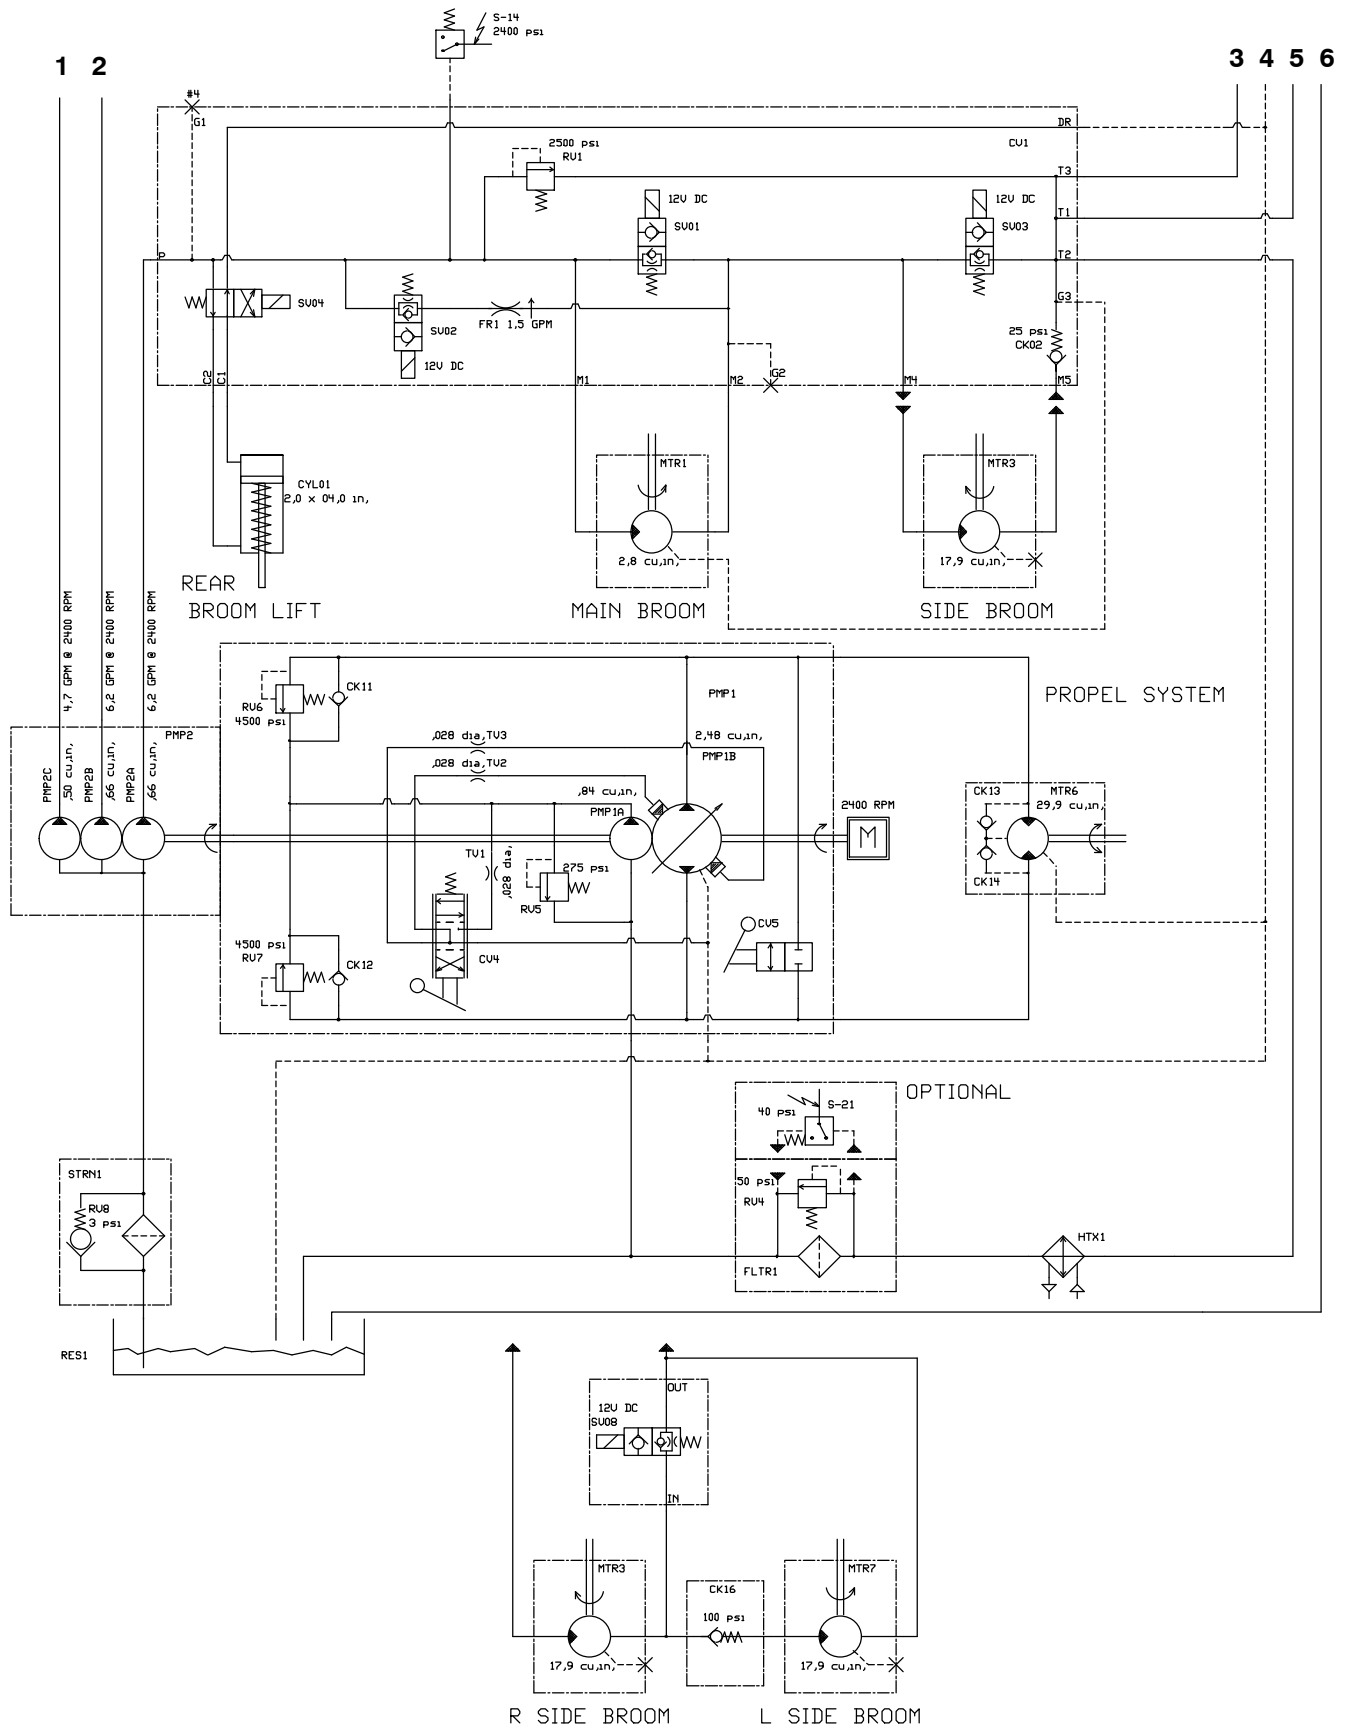 S-14
2400 psi
1 2
3 4 5 6
#4
G1
DR
CV1
2500 psi
RV1
T3
12V DC
12V DC
T1
SV01
SV03
P
T2
SV04
G3
FR1 1,5 GPM
SV02
25 psi
CK02
12V DC
C2
C1
M1
M2
G2
M4
M5
MTR1
MTR3
CYL01
2,0 x 04,0 in,
2,8 cu,in,
17,9 cu,in,
REAR
BROOM LIFT
MAIN BROOM
SIDE BROOM
4,7 GPM @ 2400 RPM
6,2 GPM @ 2400 RPM
6,2 GPM @ 2400 RPM
CK11
RV6
4500 psi
PMP1
PROPEL SYSTEM
PMP2
PMP2C
,50 cu,in,
PMP2B
,66 cu,in,
PMP2A
,66 cu,in,
,028 dia,TV3
2,48 cu,in,
PMP1B
,028 dia,TV2
,84 cu,in,
PMP1A
2400 RPM
M
CK13
MTR6
29,9 cu,in,
TV1
,028 dia,
275 psi
RV5
CK14
CV5
4500 psi
RV7
CK12
CV4
OPTIONAL
40 psi
S-21
STRN1
50 psi
RV4
RV8
3 psi
HTX1
FLTR1
RES1
OUT
12V DC
SV08
IN
MTR3
MTR7
CK16
100 psi
17,9 cu,in,
17,9 cu,in,
R SIDE BROOM
L SIDE BROOM